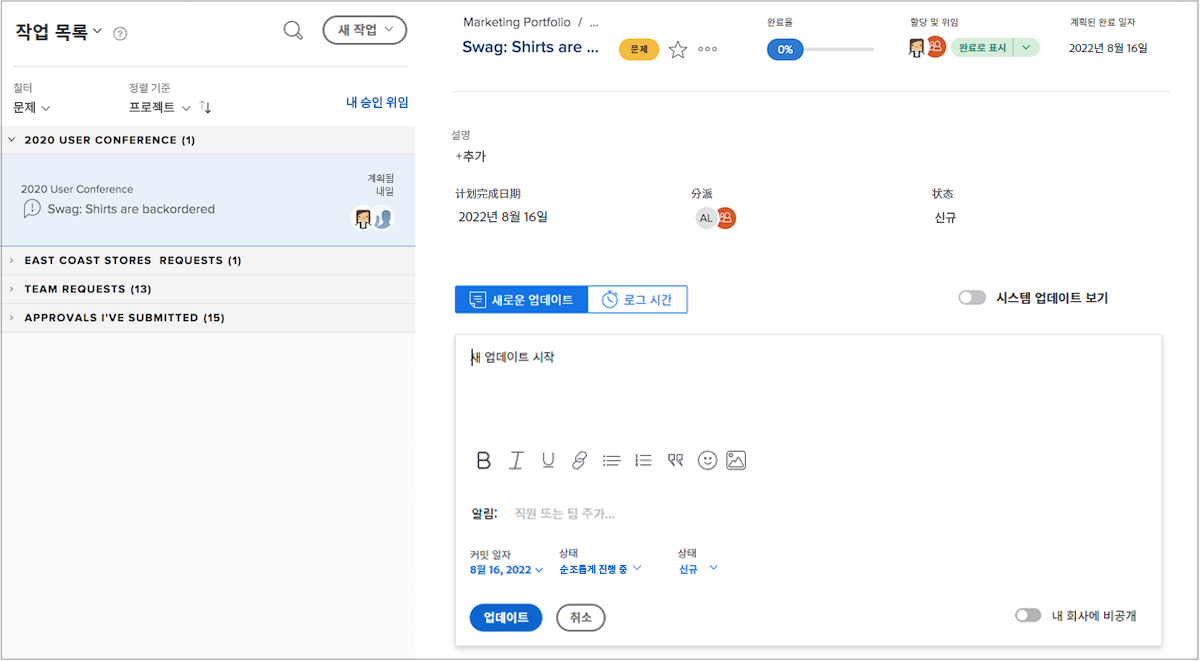 작업 목록
새 작업
칠터
정렬 기준
문제
프로젝트
내 승인 위임
2020 USER CONFERENCE (1)
2020 User Conference
계획됨
내일
Swag: Shirts are backordered
EAST COAST STORES REQUESTS (1)
TEAM REQUESTS (13)
APPROVALS I'VE SUBMITTED (15)
Marketing Portfolio / ...
Swag: Shirts are ...
문제
완료율
0%
할당 및 위임
완료로 표시
계획된 완료 일자
2022년 8월 16일
설명
+추가
计划完成日期
2022년 8월 16일
分派
AL
状态
신규
새로운 업데이트
로그 시간
시스템 업데이트 보기
새 업데이트 시작
B I U
알림:
직원 또는 팀 추가...
커밋 일자
8월 16, 2022
상태
순조롭게 진행 중
상태
신규
업데이트
취소
내 회사에 비공개